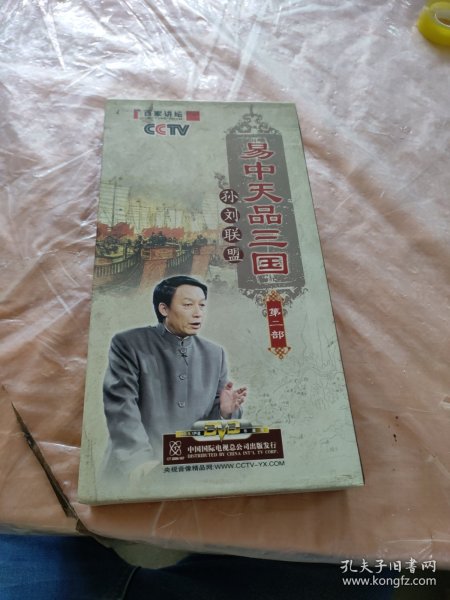 百家讲坛
CCTV
易中天品三国
孙刘联盟
第二部
DVD
中国国际电视总公司出版发行
DISTRIBUTED BY CHINA INT'L TV CORP.
央视音像精品网:WWW.CCTV-YX.COM
孔夫子旧书网
www.kongfz.com